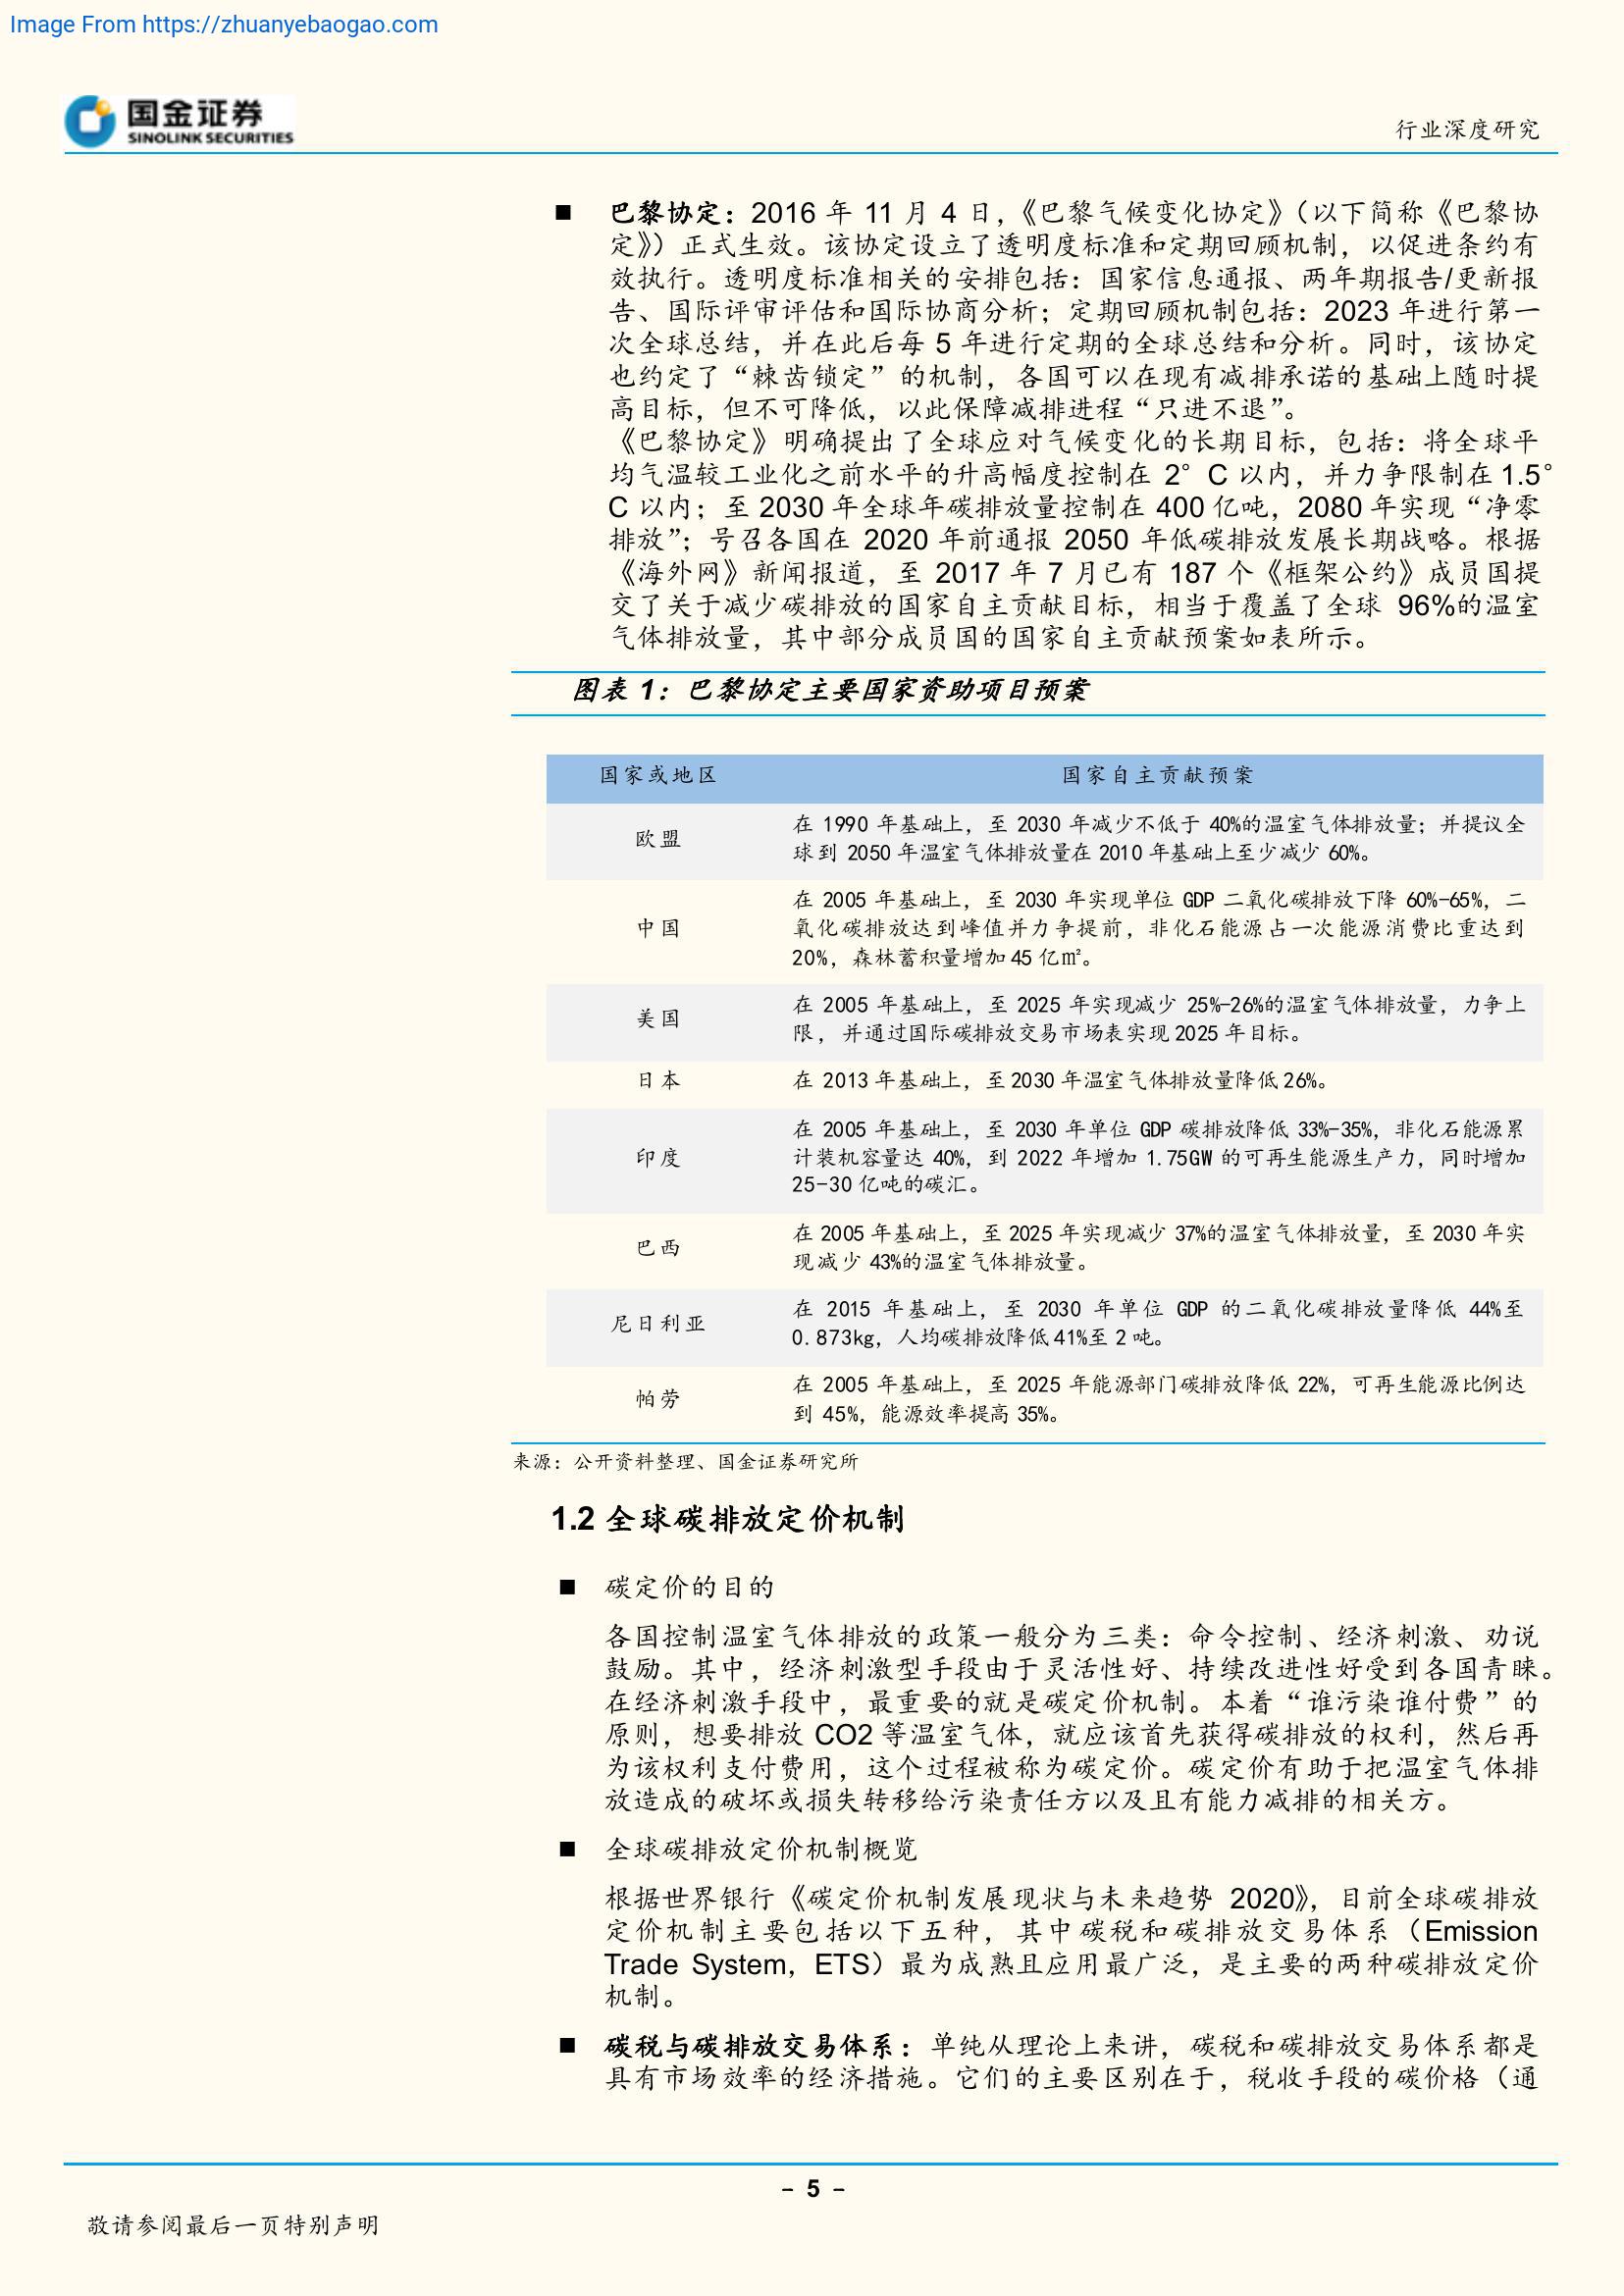 Image From https://zhuanyebaogao.com
国金证券
SINOLINK SECURITIES
行业深度研究
■ 巴黎协定：2016 年 11 月 4 日，《巴黎气候变化协定》（以下简称《巴黎协
定》）正式生效。该协定设立了透明度标准和定期回顾机制，以促进条约有
效执行。透明度标准相关的安排包括：国家信息通报、两年期报告/更新报
告、国际评审评估和国际协商分析；定期回顾机制包括：2023 年进行第一
次全球总结，并在此后每 5 年进行定期的全球总结和分析。同时，该协定
也约定了“棘齿锁定”的机制，各国可以在现有减排承诺的基础上随时提
高目标，但不可降低，以此保障减排进程“只进不退”。
《巴黎协定》明确提出了全球应对气候变化的长期目标，包括：将全球平
均气温较工业化之前水平的升高幅度控制在 2°C 以内，并力争限制在 1.5°
C 以内；至 2030 年全球年碳排放量控制在 400 亿吨，2080 年实现“净零
排放”；号召各国在 2020 年前通报 2050 年低碳排放发展长期战略。根据
《海外网》新闻报道，至 2017 年 7 月已有 187 个《框架公约》成员国提
交了关于减少碳排放的国家自主贡献目标，相当于覆盖了全球 96%的温室
气体排放量，其中部分成员国的国家自主贡献预案如表所示。
图表 1：巴黎协定主要国家资助项目预案
国家或地区 国家自主贡献预案
欧盟
在 1990 年基础上，至 2030 年减少不低于 40%的温室气体排放量；并提议全
球到 2050 年温室气体排放量在 2010 年基础上至少减少 60%。
中国
在 2005 年基础上，至 2030 年实现单位 GDP 二氧化碳排放下降 60%-65%，二
氧化碳排放达到峰值并力争提前，非化石能源占一次能源消费比重达到
20%，森林蓄积量增加 45 亿㎡。
美国
在 2005 年基础上，至 2025 年实现减少 25%-26%的温室气体排放量，力争上
限，并通过国际碳排放交易市场表实现 2025 年目标。
日本
在 2013 年基础上，至 2030 年温室气体排放量降低 26%。
印度
在 2005 年基础上，至 2030 年单位 GDP 碳排放降低 33%-35%，非化石能源累
计装机容量达 40%，到 2022 年增加 1.75GW 的可再生能源生产力，同时增加
25-30 亿吨的碳汇。
巴西
在 2005 年基础上，至 2025 年实现减少 37%的温室气体排放量，至 2030 年实
现减少 43%的温室气体排放量。
尼日利亚
在 2015 年基础上，至 2030 年单位 GDP 的二氧化碳排放量降低 44%至
0.873kg，人均碳排放降低 41%至 2 吨。
帕劳
在 2005 年基础上，至 2025 年能源部门碳排放降低 22%，可再生能源比例达
到 45%，能源效率提高 35%。
来源：公开资料整理、国金证券研究所
1.2 全球碳排放定价机制
■ 碳定价的目的
各国控制温室气体排放的政策一般分为三类：命令控制、经济刺激、劝说
鼓励。其中，经济刺激型手段由于灵活性好、持续改进性好受到各国青睐。
在经济刺激手段中，最重要的就是碳定价机制。本着“谁污染谁付费”的
原则，想要排放 CO2 等温室气体，就应该首先获得碳排放的权利，然后再
为该权利支付费用，这个过程被称为碳定价。碳定价有助于把温室气体排
放造成的破坏或损失转移给污染责任方以及且有能力减排的相关方。
■ 全球碳排放定价机制概览
根据世界银行《碳定价机制发展现状与未来趋势 2020》，目前全球碳排放
定价机制主要包括以下五种，其中碳税和碳排放交易体系（Emission
Trade System，ETS）最为成熟且应用最广泛，是主要的两种碳排放定价
机制。
■ 碳税与碳排放交易体系：单纯从理论上来讲，碳税和碳排放交易体系都是
具有市场效率的经济措施。它们的主要区别在于，税收手段的碳价格（通
- 5 -
敬请参阅最后一页特别声明